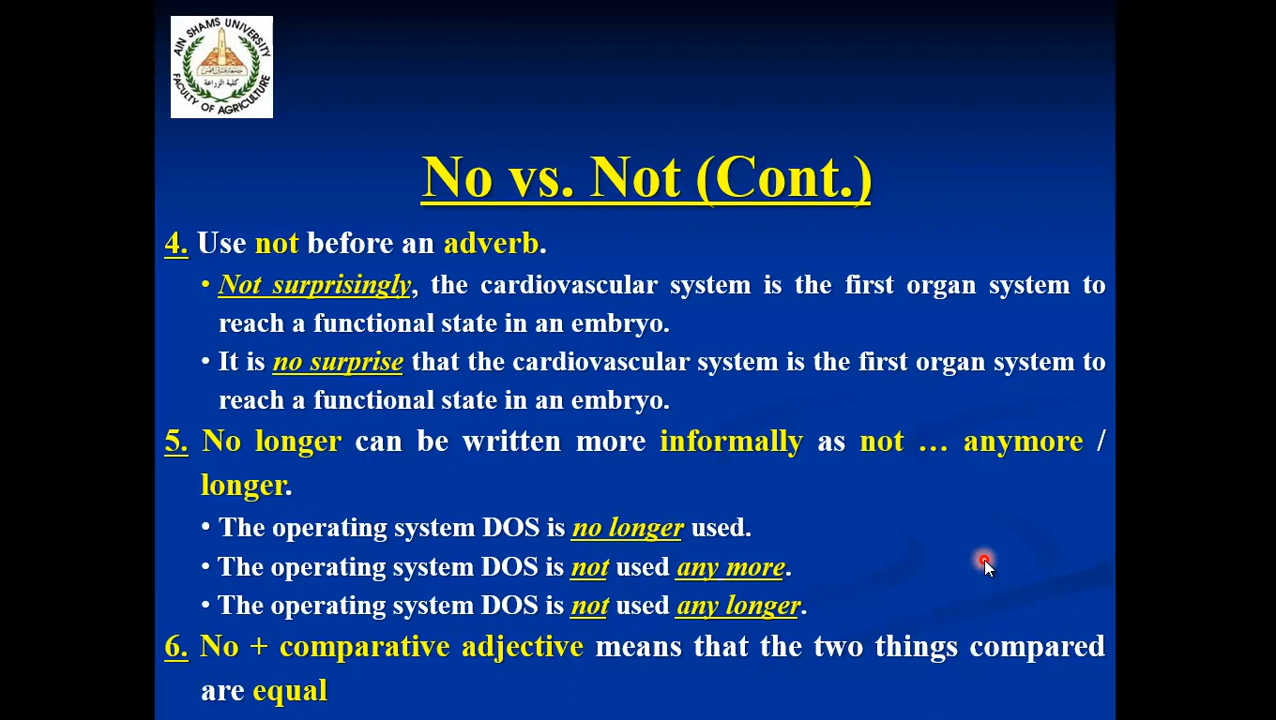 AIN SHAMS UNIVERSITY
كلية الزراعة
FACULTY OF AGRICULTURE
No vs. Not (Cont.)
4. Use not before an adverb.
• Not surprisingly, the cardiovascular system is the first organ system to
reach a functional state in an embryo.
• It is no surprise that the cardiovascular system is the first organ system to
reach a functional state in an embryo.
5. No longer can be written more informally as not … anymore /
longer.
• The operating system DOS is no longer used.
• The operating system DOS is not used any more.
• The operating system DOS is not used any longer.
6. No + comparative adjective means that the two things compared
are equal